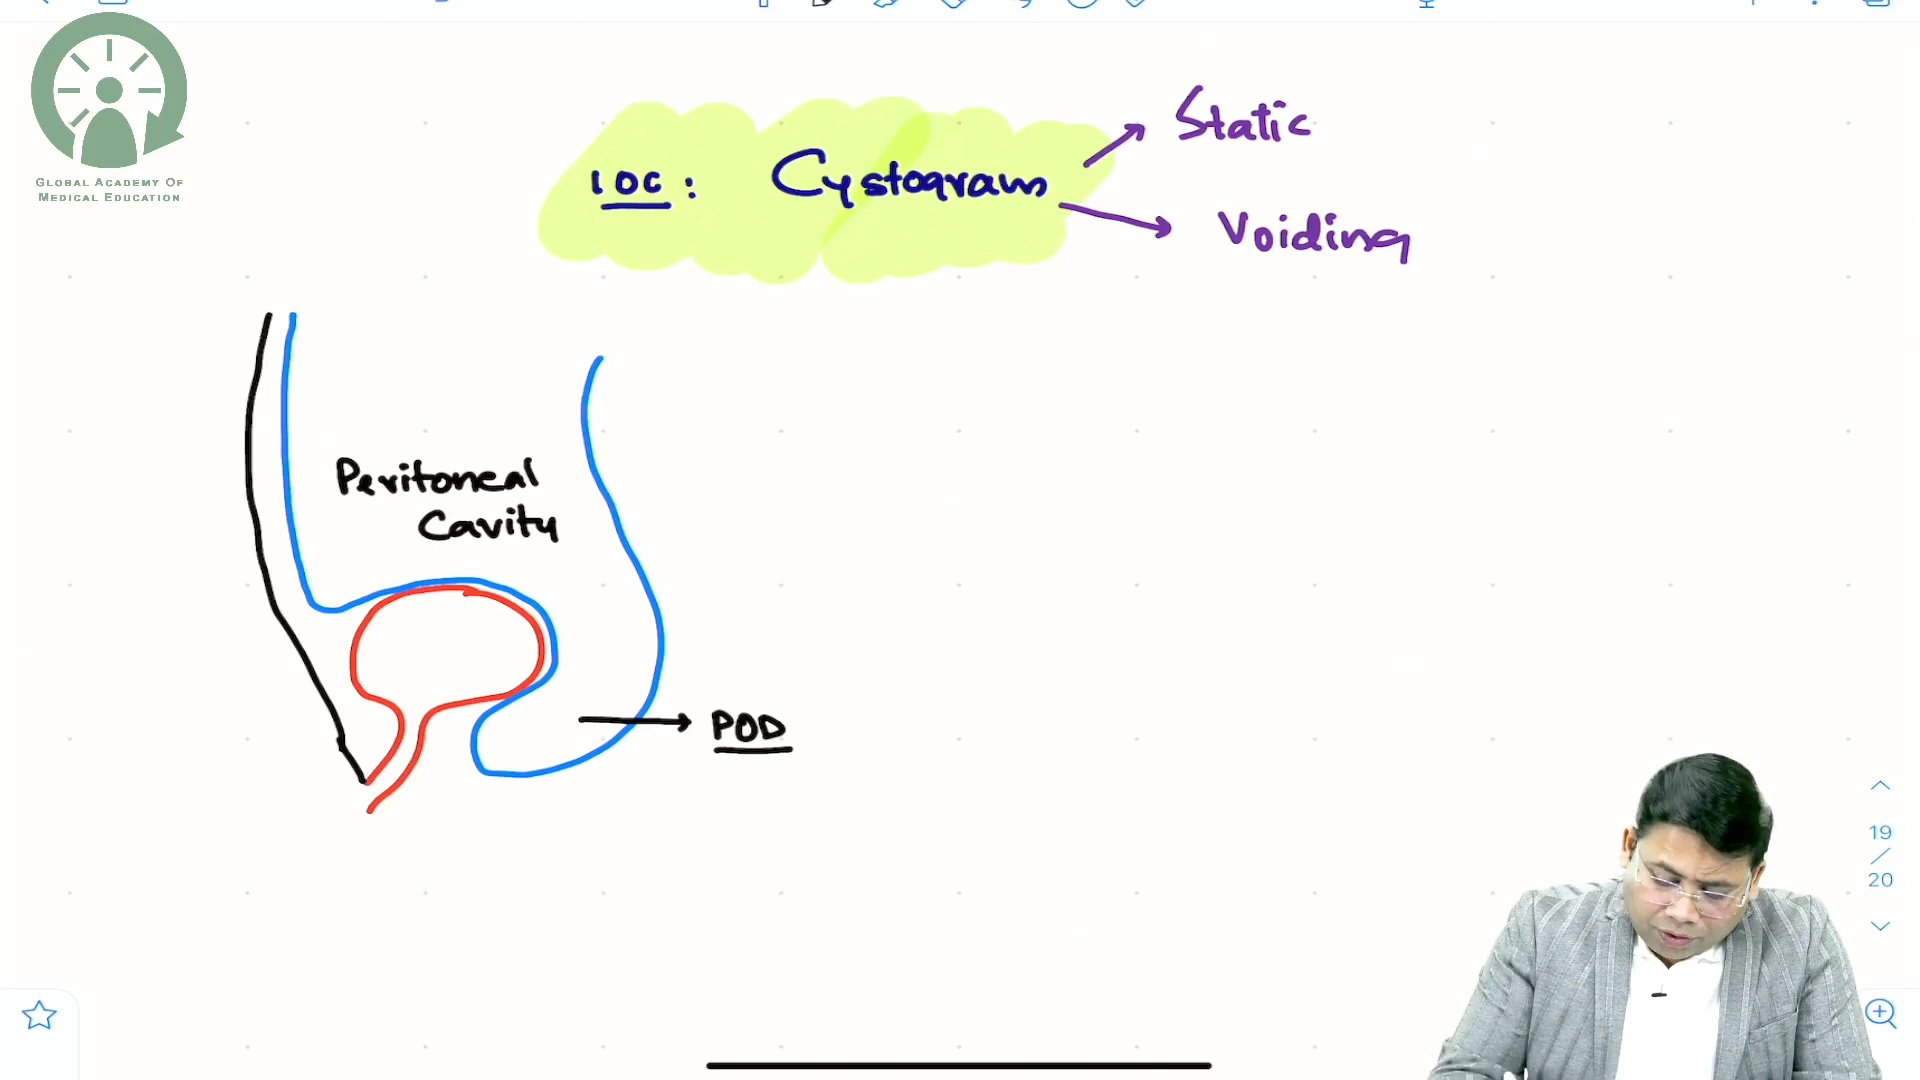 GLOBAL ACADEMY OF
MEDICAL EDUCATION
IOC : Cystogram
Static
Voiding
Peritoneal
Cavity
POD
19
/
20